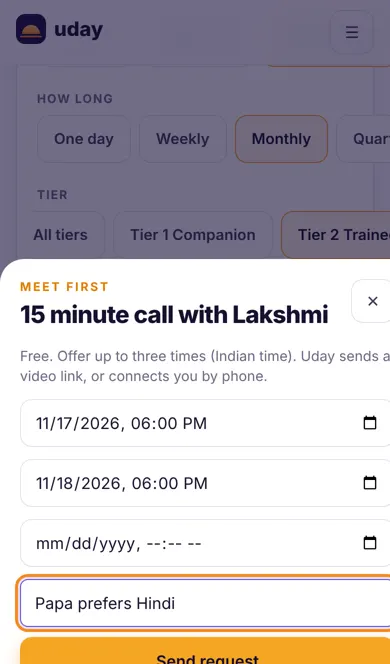 uday
HOW LONG
One day Weekly Monthly
TIER
All tiers Tier 1 Companion Tier 2
MEET FIRST
15 minute call with Lakshmi
Free. Offer up to three times (Indian time). Uday sends a
video link, or connects you by phone.
11/17/2026, 06:00 PM
11/18/2026, 06:00 PM
mm/dd/yyyy, --:-- --
Papa prefers Hindi
Send request